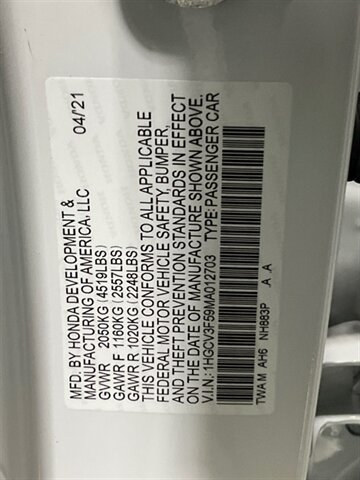 MFD. BY HONDA DEVELOPMENT &
MANUFACTURING OF AMERICA, LLC 04/21
GVWR 2050KG (4519LBS)
GAWR F 1160KG (2557LBS)
GAWR R 1020KG (2248LBS)
THIS VEHICLE CONFORMS TO ALL APPLICABLE
FEDERAL MOTOR VEHICLE SAFETY, BUMPER,
AND THEFT PREVENTION STANDARDS IN EFFECT
ON THE DATE OF MANUFACTURE SHOWN ABOVE.
V.I.N.: 1HGCV3F59MA012703 TYPE: PASSENGER CAR
TWA M AH6 NH883P A . A